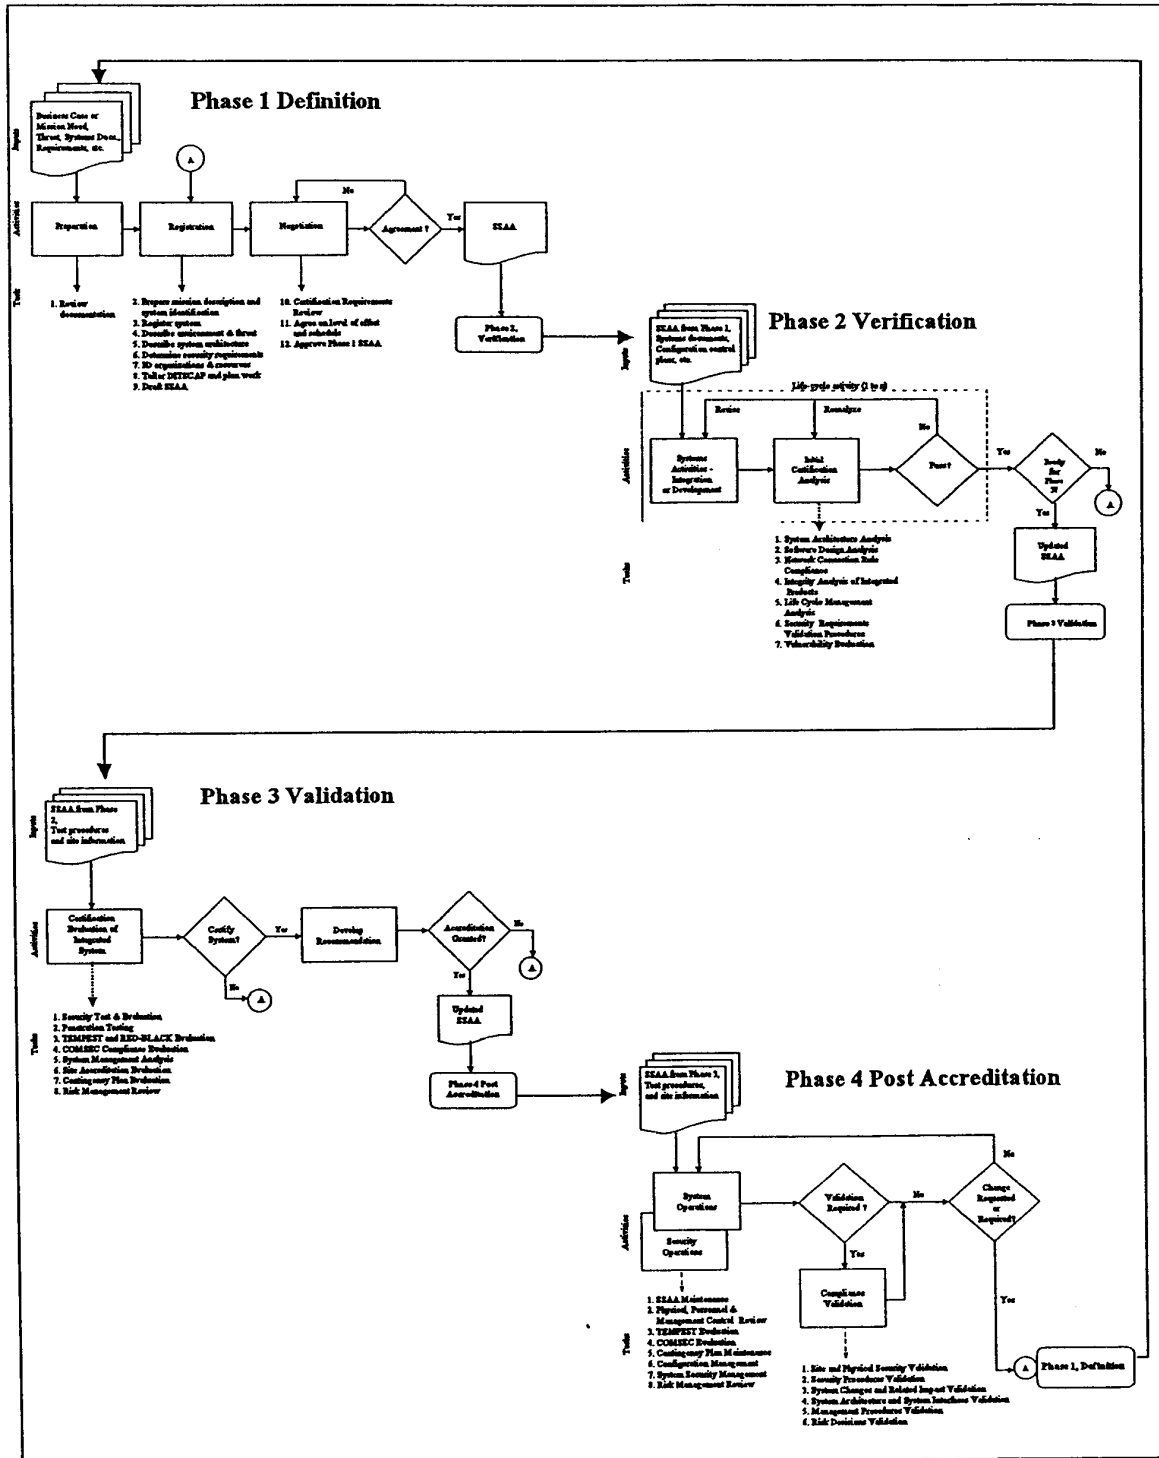 Phase 1 Definition
Inputs
Business Case or
Mission Need,
Threat, Systems Docs,
Requirements, etc.
A
No
Activities
Preparation
Registration
Negotiation
Agreement ?
Yes
SSAA
Task
1. Review
documentation
2. Prepare mission description and
system identification
3. Register system
4. Describe environment & threat
5. Describe system architecture
6. Determine security requirements
7. ID organizations & resources
8. Tailor DITSCAP and plan work
9. Draft SSAA
10. Certification Requirements
Review
11. Agree on level of effort
and schedule
12. Approve Phase 1 SSAA
Phase 2,
Verification
Phase 2 Verification
Inputs
SSAA from Phase 1,
Systems documents,
Configuration control
plans, etc.
Life-cycle activity (1 to n)
Revise
Reanalyze
No
Activities
Systems
Activities -
Integration
or Development
Initial
Certification
Analysis
Pass?
Yes
Ready
for
Phase
3?
No
A
Yes
Tasks
1. System Architecture Analysis
2. Software Design Analysis
3. Network Connection Rule
Compliance
4. Integrity Analysis of Integrated
Products
5. Life Cycle Management
Analysis
6. Security Requirements
Validation Procedures
7. Vulnerability Evaluation
Updated
SSAA
Phase 3 Validation
Phase 3 Validation
Inputs
SSAA from Phase
2,
Test procedures
and site information
Activities
Certification
Evaluation of
Integrated
System
Certify
System?
Yes
Develop
Recommendation
Accreditation
Granted?
No
A
No
A
Yes
Updated
SSAA
Tasks
1. Security Test & Evaluation
2. Penetration Testing
3. TEMPEST and RED-BLACK Evaluation
4. COMSEC Compliance Evaluation
5. System Management Analysis
6. Site Accreditation Evaluation
7. Contingency Plan Evaluation
8. Risk Management Review
Phase 4 Post
Accreditation
Phase 4 Post Accreditation
Inputs
SSAA from Phase 3,
Test procedures,
and site information
No
Activities
System
Operations
Security
Operations
Validation
Required ?
No
Change
Requested
or
Required?
Yes
Compliance
Validation
Yes
Tasks
1. SSAA Maintenance
2. Physical, Personnel &
Management Control Review
3. TEMPEST Evaluation
4. COMSEC Evaluation
5. Contingency Plan Maintenance
6. Configuration Management
7. System Security Management
8. Risk Management Review
1. Site and Physical Security Validation
2. Security Procedures Validation
3. System Changes and Related Impact Validation
4. System Architecture and System Interfaces Validation
5. Management Procedures Validation
6. Risk Decisions Validation
A
Phase 1, Definition